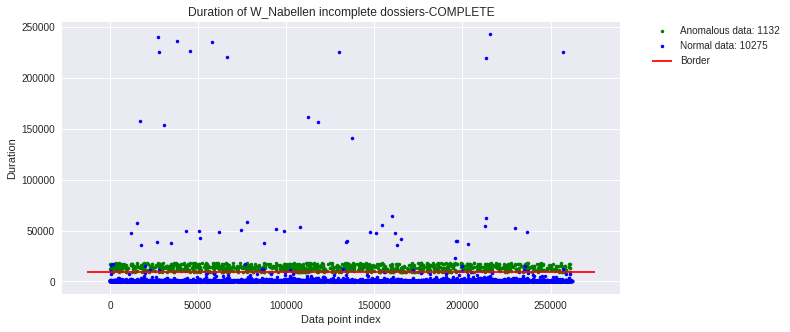 Duration of W_Nabellen incomplete dossiers-COMPLETE
250000
200000
150000
100000
50000
0
Duration
0
50000
100000
150000
200000
250000
Data point index
Anomalous data: 1132
Normal data: 10275
Border